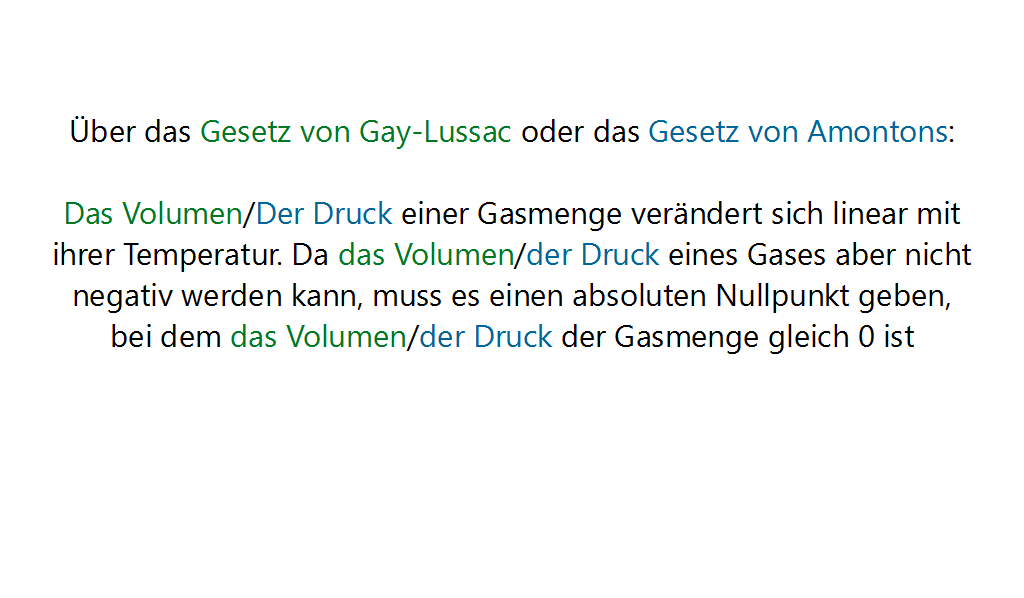 Über das Gesetz von Gay-Lussac oder das Gesetz von Amontons:
Das Volumen/Der Druck einer Gasmenge verändert sich linear mit
ihrer Temperatur. Da das Volumen/der Druck eines Gases aber nicht
negativ werden kann, muss es einen absoluten Nullpunkt geben,
bei dem das Volumen/der Druck der Gasmenge gleich 0 ist